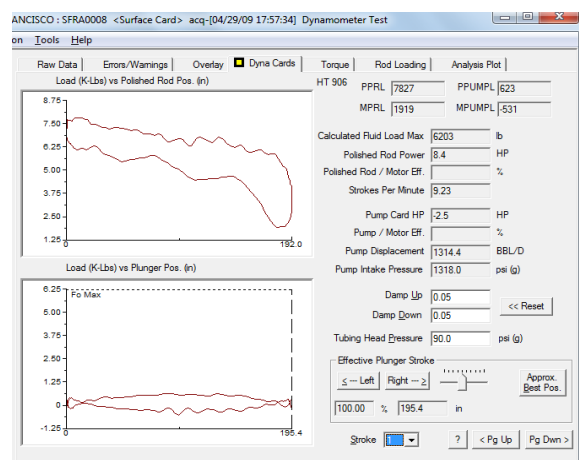 ANCISCO : SFRA0008 <Surface Card> acq-[04/29/09 17:57:34] Dynamometer Test
on Tools Help
Raw Data Errors/Warnings Overlay Dyna Cards Torque Rod Loading Analysis Plot
Load (K-Lbs) vs Polished Rod Pos. (in)
8.75
7.50
6.25
5.00
3.75
2.50
1.25
0 192.0
Load (K-Lbs) vs Plunger Pos. (in)
6.25
Fo Max
5.00
3.75
2.50
1.25
0
-1.25
0 195.4
HT 906 PPRL 7827 PPUMPL 623
MPRL 1919 MPUMPL -531
Calculated Fluid Load Max 6203 lb
Polished Rod Power 8.4 HP
Polished Rod / Motor Eff. %
Strokes Per Minute 9.23
Pump Card HP -2.5 HP
Pump / Motor Eff. %
Pump Displacement 1314.4 BBL/D
Pump Intake Pressure 1318.0 psi (g)
Damp Up 0.05
<< Reset
Damp Down 0.05
Tubing Head Pressure 90.0 psi (g)
Effective Plunger Stroke
< -- Left Right -- > Approx. Best Pos.
100.00 % 195.4 in
Stroke 1 ? < Pg Up Pg Dwn >